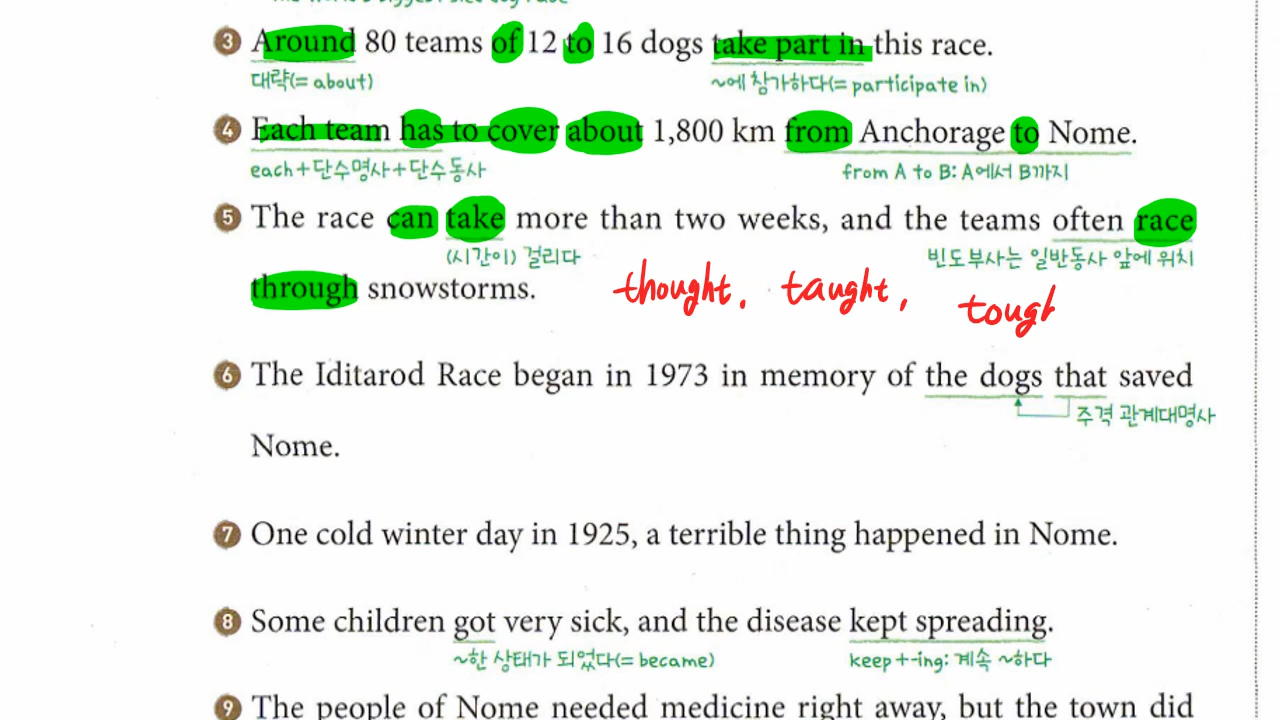 ③ Around 80 teams of 12 to 16 dogs take part in this race.
대략(= about) ~에 참가하다(= participate in)
④ Each team has to cover about 1,800 km from Anchorage to Nome.
each+단수명사+단수동사 from A to B: A에서 B까지
⑤ The race can take more than two weeks, and the teams often race
(시간이) 걸리다 빈도부사는 일반동사 앞에 위치
through snowstorms. thought, taught, tough
⑥ The Iditarod Race began in 1973 in memory of the dogs that saved
주격 관계대명사
Nome.
⑦ One cold winter day in 1925, a terrible thing happened in Nome.
⑧ Some children got very sick, and the disease kept spreading.
~한 상태가 되었다(= became) keep+-ing: 계속 ~하다
⑨ The people of Nome needed medicine right away, but the town did